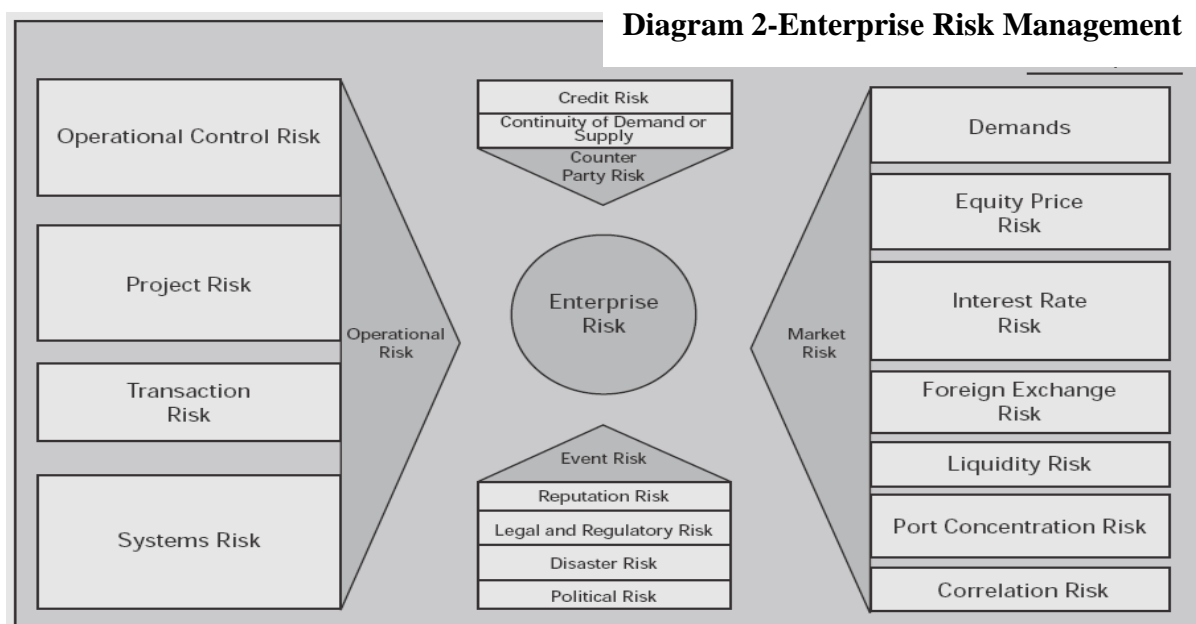 Diagram 2-Enterprise Risk Management
Operational Control Risk
Project Risk
Transaction
Risk
Systems Risk
Operational
Risk
Credit Risk
Continuity of Demand or
Supply
Counter
Party Risk
Enterprise
Risk
Event Risk
Reputation Risk
Legal and Regulatory Risk
Disaster Risk
Political Risk
Market
Risk
Demands
Equity Price
Risk
Interest Rate
Risk
Foreign Exchange
Risk
Liquidity Risk
Port Concentration Risk
Correlation Risk